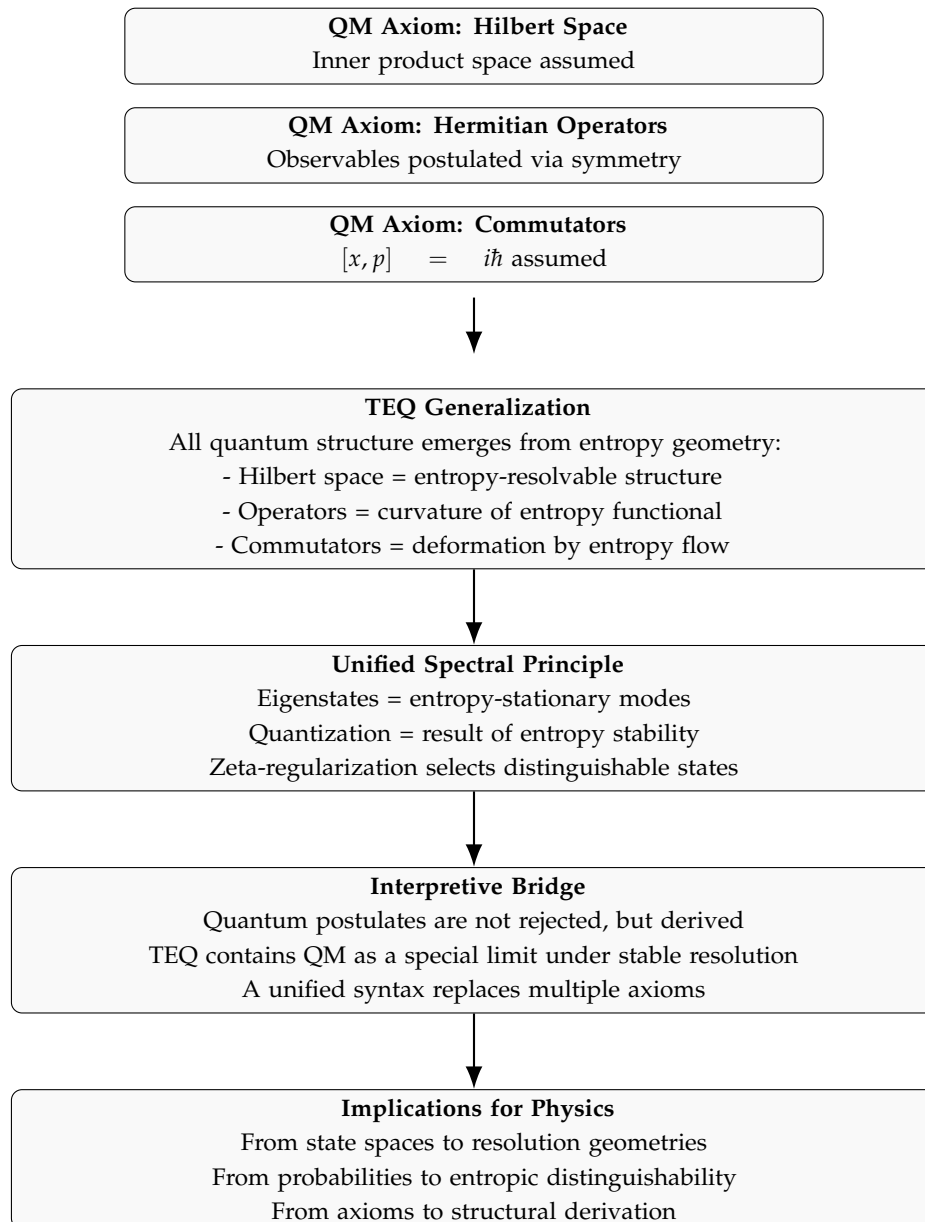 QM Axiom: Hilbert Space
Inner product space assumed
QM Axiom: Hermitian Operators
Observables postulated via symmetry
QM Axiom: Commutators
[x, p] = iħ assumed
TEQ Generalization
All quantum structure emerges from entropy geometry:
- Hilbert space = entropy-resolvable structure
- Operators = curvature of entropy functional
- Commutators = deformation by entropy flow
Unified Spectral Principle
Eigenstates = entropy-stationary modes
Quantization = result of entropy stability
Zeta-regularization selects distinguishable states
Interpretive Bridge
Quantum postulates are not rejected, but derived
TEQ contains QM as a special limit under stable resolution
A unified syntax replaces multiple axioms
Implications for Physics
From state spaces to resolution geometries
From probabilities to entropic distinguishability
From axioms to structural derivation